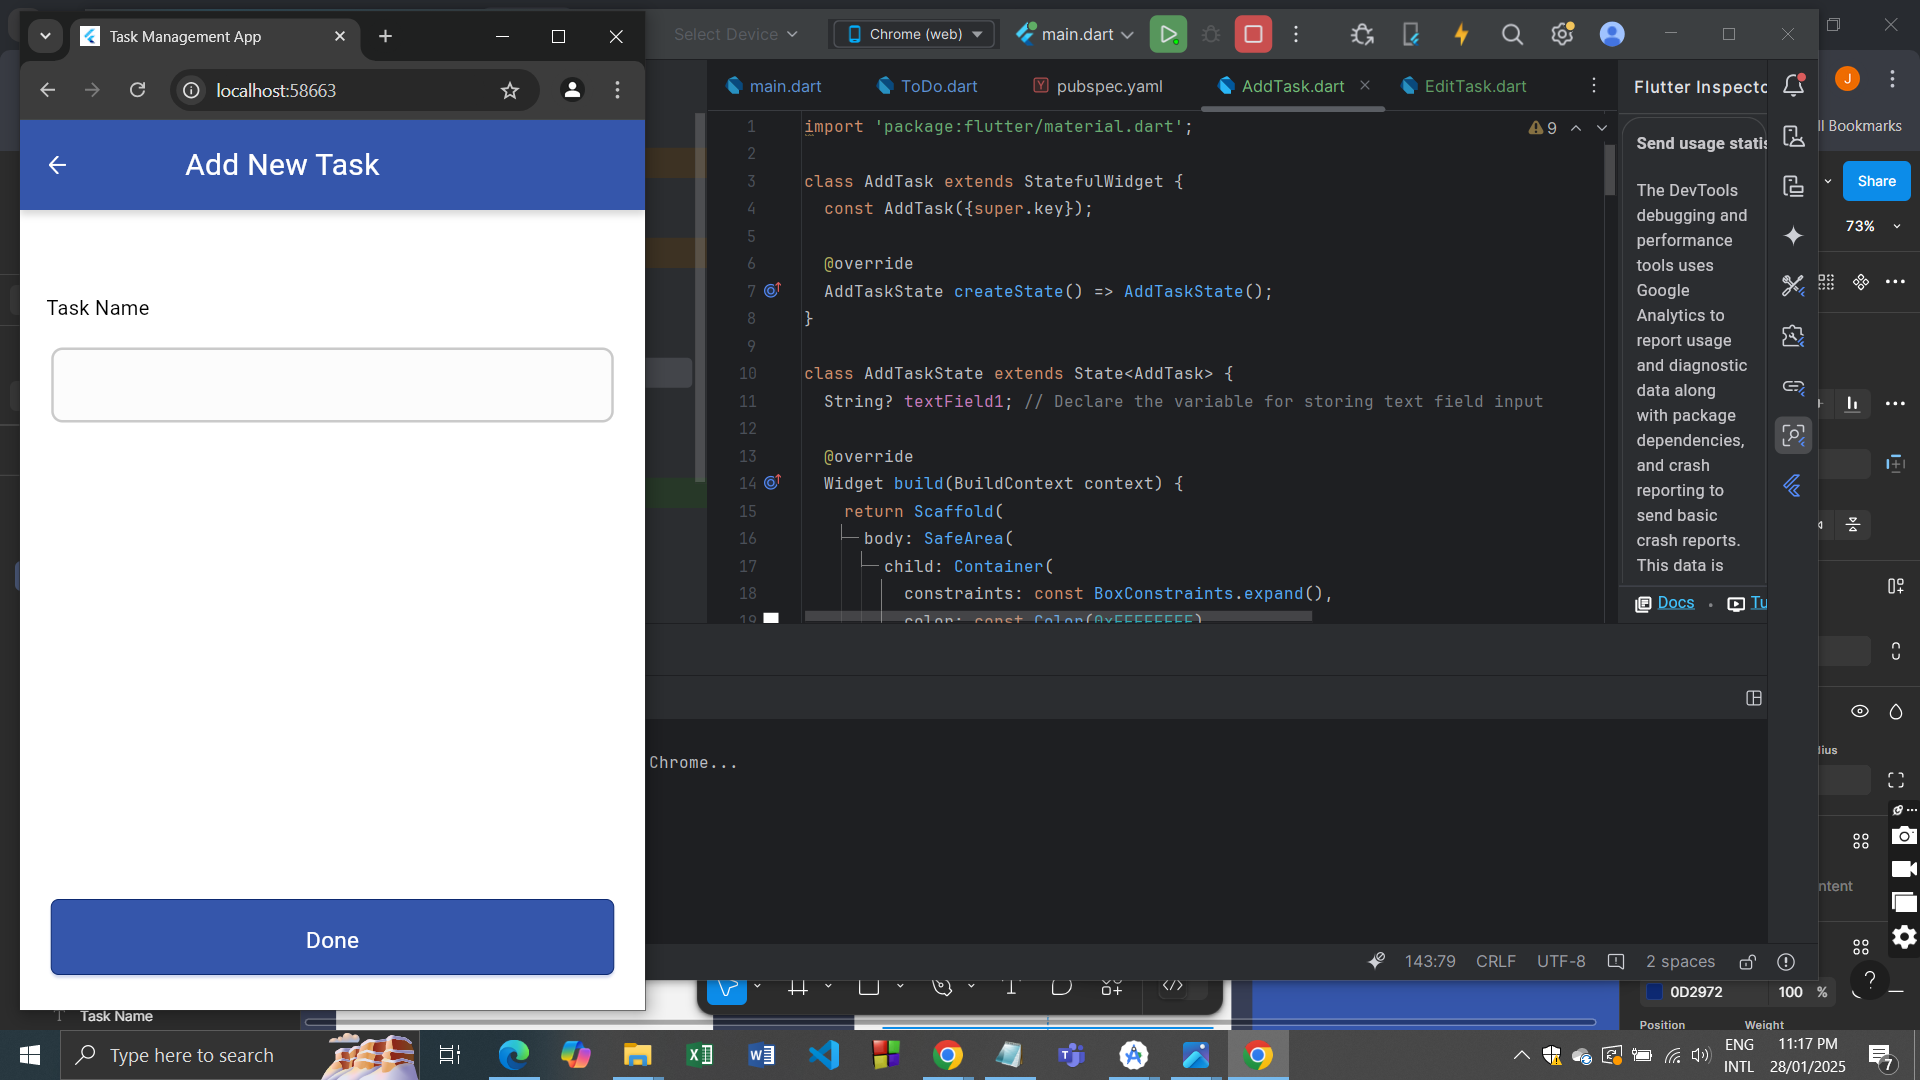 Task Management App
localhost:58663
Add New Task
Task Name
Done
Task Name
Select Device
Chrome (web)
main.dart
main.dart
ToDo.dart
pubspec.yaml
AddTask.dart
EditTask.dart
9
1 import 'package:flutter/material.dart';
2
3 class AddTask extends StatefulWidget {
4 const AddTask({super.key});
5
6 @override
7 AddTaskState createState() => AddTaskState();
8 }
9
10 class AddTaskState extends State<AddTask> {
11 String? textField1; // Declare the variable for storing text field input
12
13 @override
14 Widget build(BuildContext context) {
15 return Scaffold(
16 body: SafeArea(
17 child: Container(
18 constraints: const BoxConstraints.expand(),
19 color: const Color(0xFFFFFFFF),
Flutter Inspecto
Send usage statis
The DevTools
debugging and
performance
tools uses
Google
Analytics to
report usage
and diagnostic
data along
with package
dependencies,
and crash
reporting to
send basic
crash reports.
This data is
Docs
Tu
Chrome...
143:79
CRLF
UTF-8
2 spaces
J
ll Bookmarks
Share
73%
dius
ntent
0D2972
100
%
Position
Weight
?
Type here to search
ENG
INTL
11:17 PM
28/01/2025
7